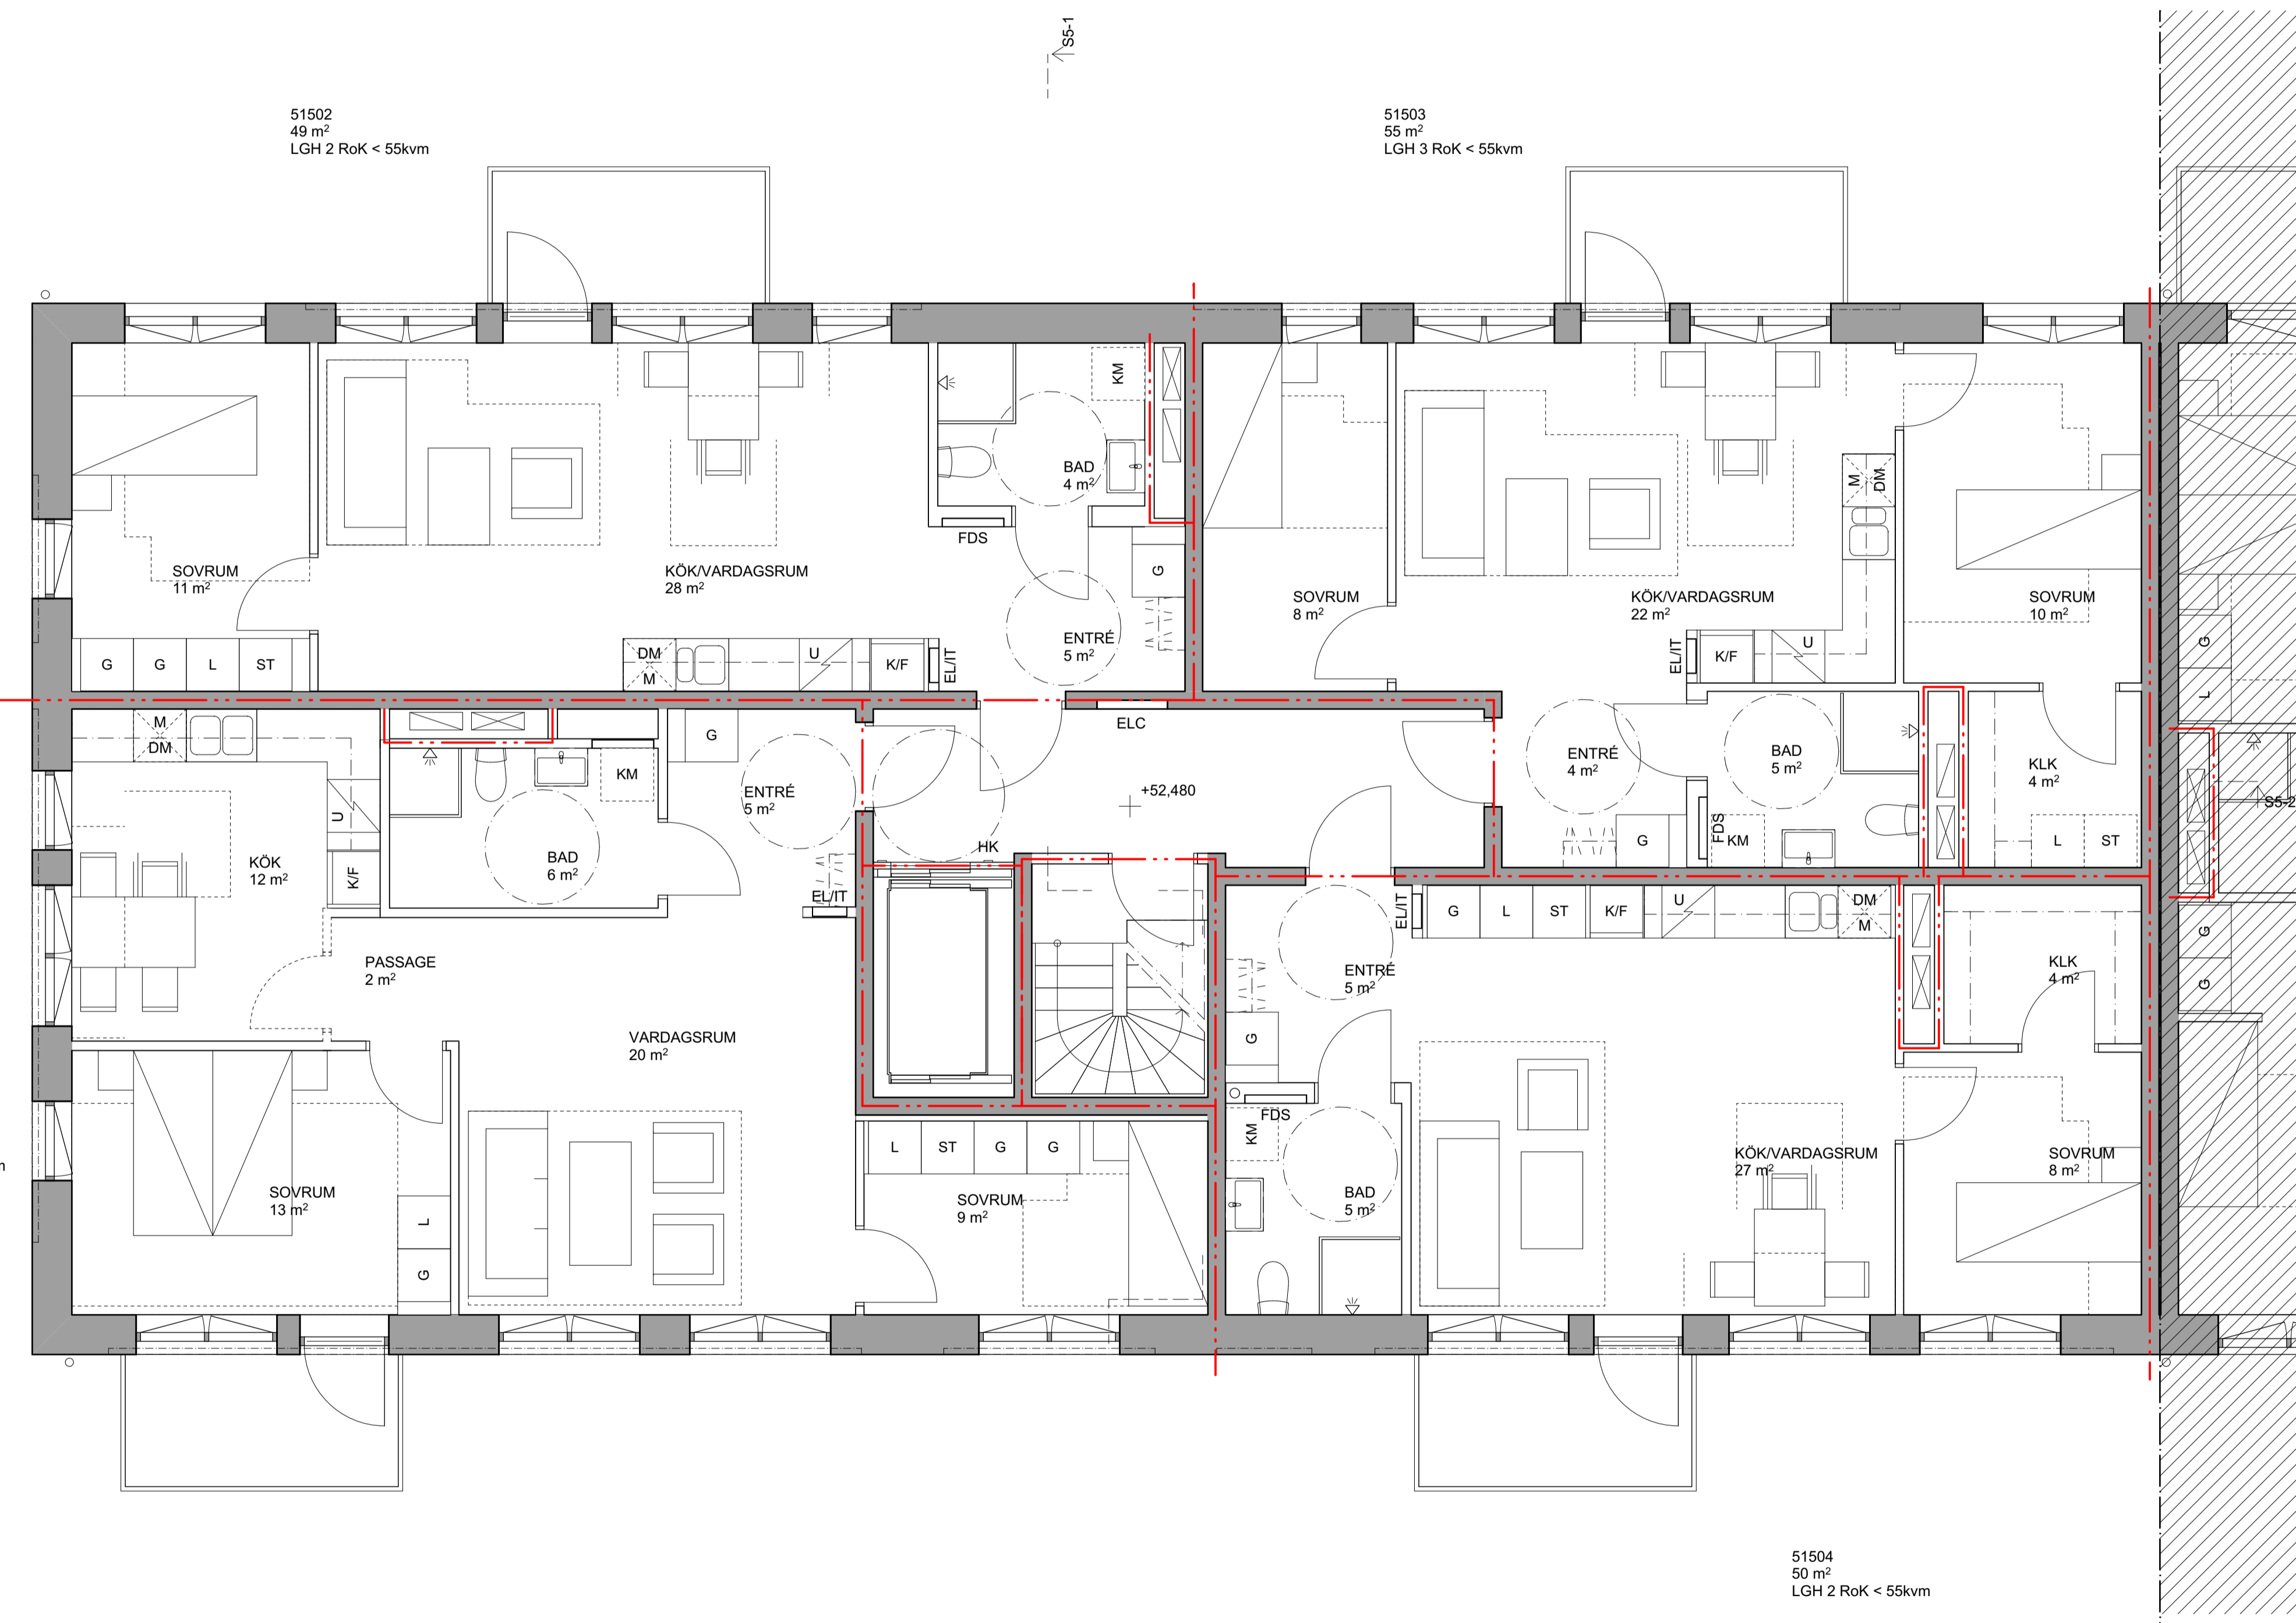 S5-1
51502
49 m²
LGH 2 RoK < 55kvm
51503
55 m²
LGH 3 RoK < 55kvm
SOVRUM
11 m²
G
G
L
ST
KÖK/VARDAGSRUM
28 m²
DM
M
U
K/F
EL/IT
KM
BAD
4 m²
FDS
G
ENTRÉ
5 m²
SOVRUM
8 m²
KÖK/VARDAGSRUM
22 m²
M
DM
EL/IT
K/F
U
SOVRUM
10 m²
ENTRÉ
4 m²
G
BAD
5 m²
FDS
KM
KLK
4 m²
L
ST
G
L
S5-2
G
G
ELC
+52,480
HK
M
DM
U
K/F
KÖK
12 m²
KM
BAD
6 m²
G
ENTRÉ
5 m²
EL/IT
PASSAGE
2 m²
VARDAGSRUM
20 m²
SOVRUM
13 m²
L
G
L
ST
G
G
SOVRUM
9 m²
EL/IT
G
L
ST
K/F
U
DM
M
ENTRÉ
5 m²
G
FDS
KM
BAD
5 m²
KÖK/VARDAGSRUM
27 m²
KLK
4 m²
SOVRUM
8 m²
m
51504
50 m²
LGH 2 RoK < 55kvm